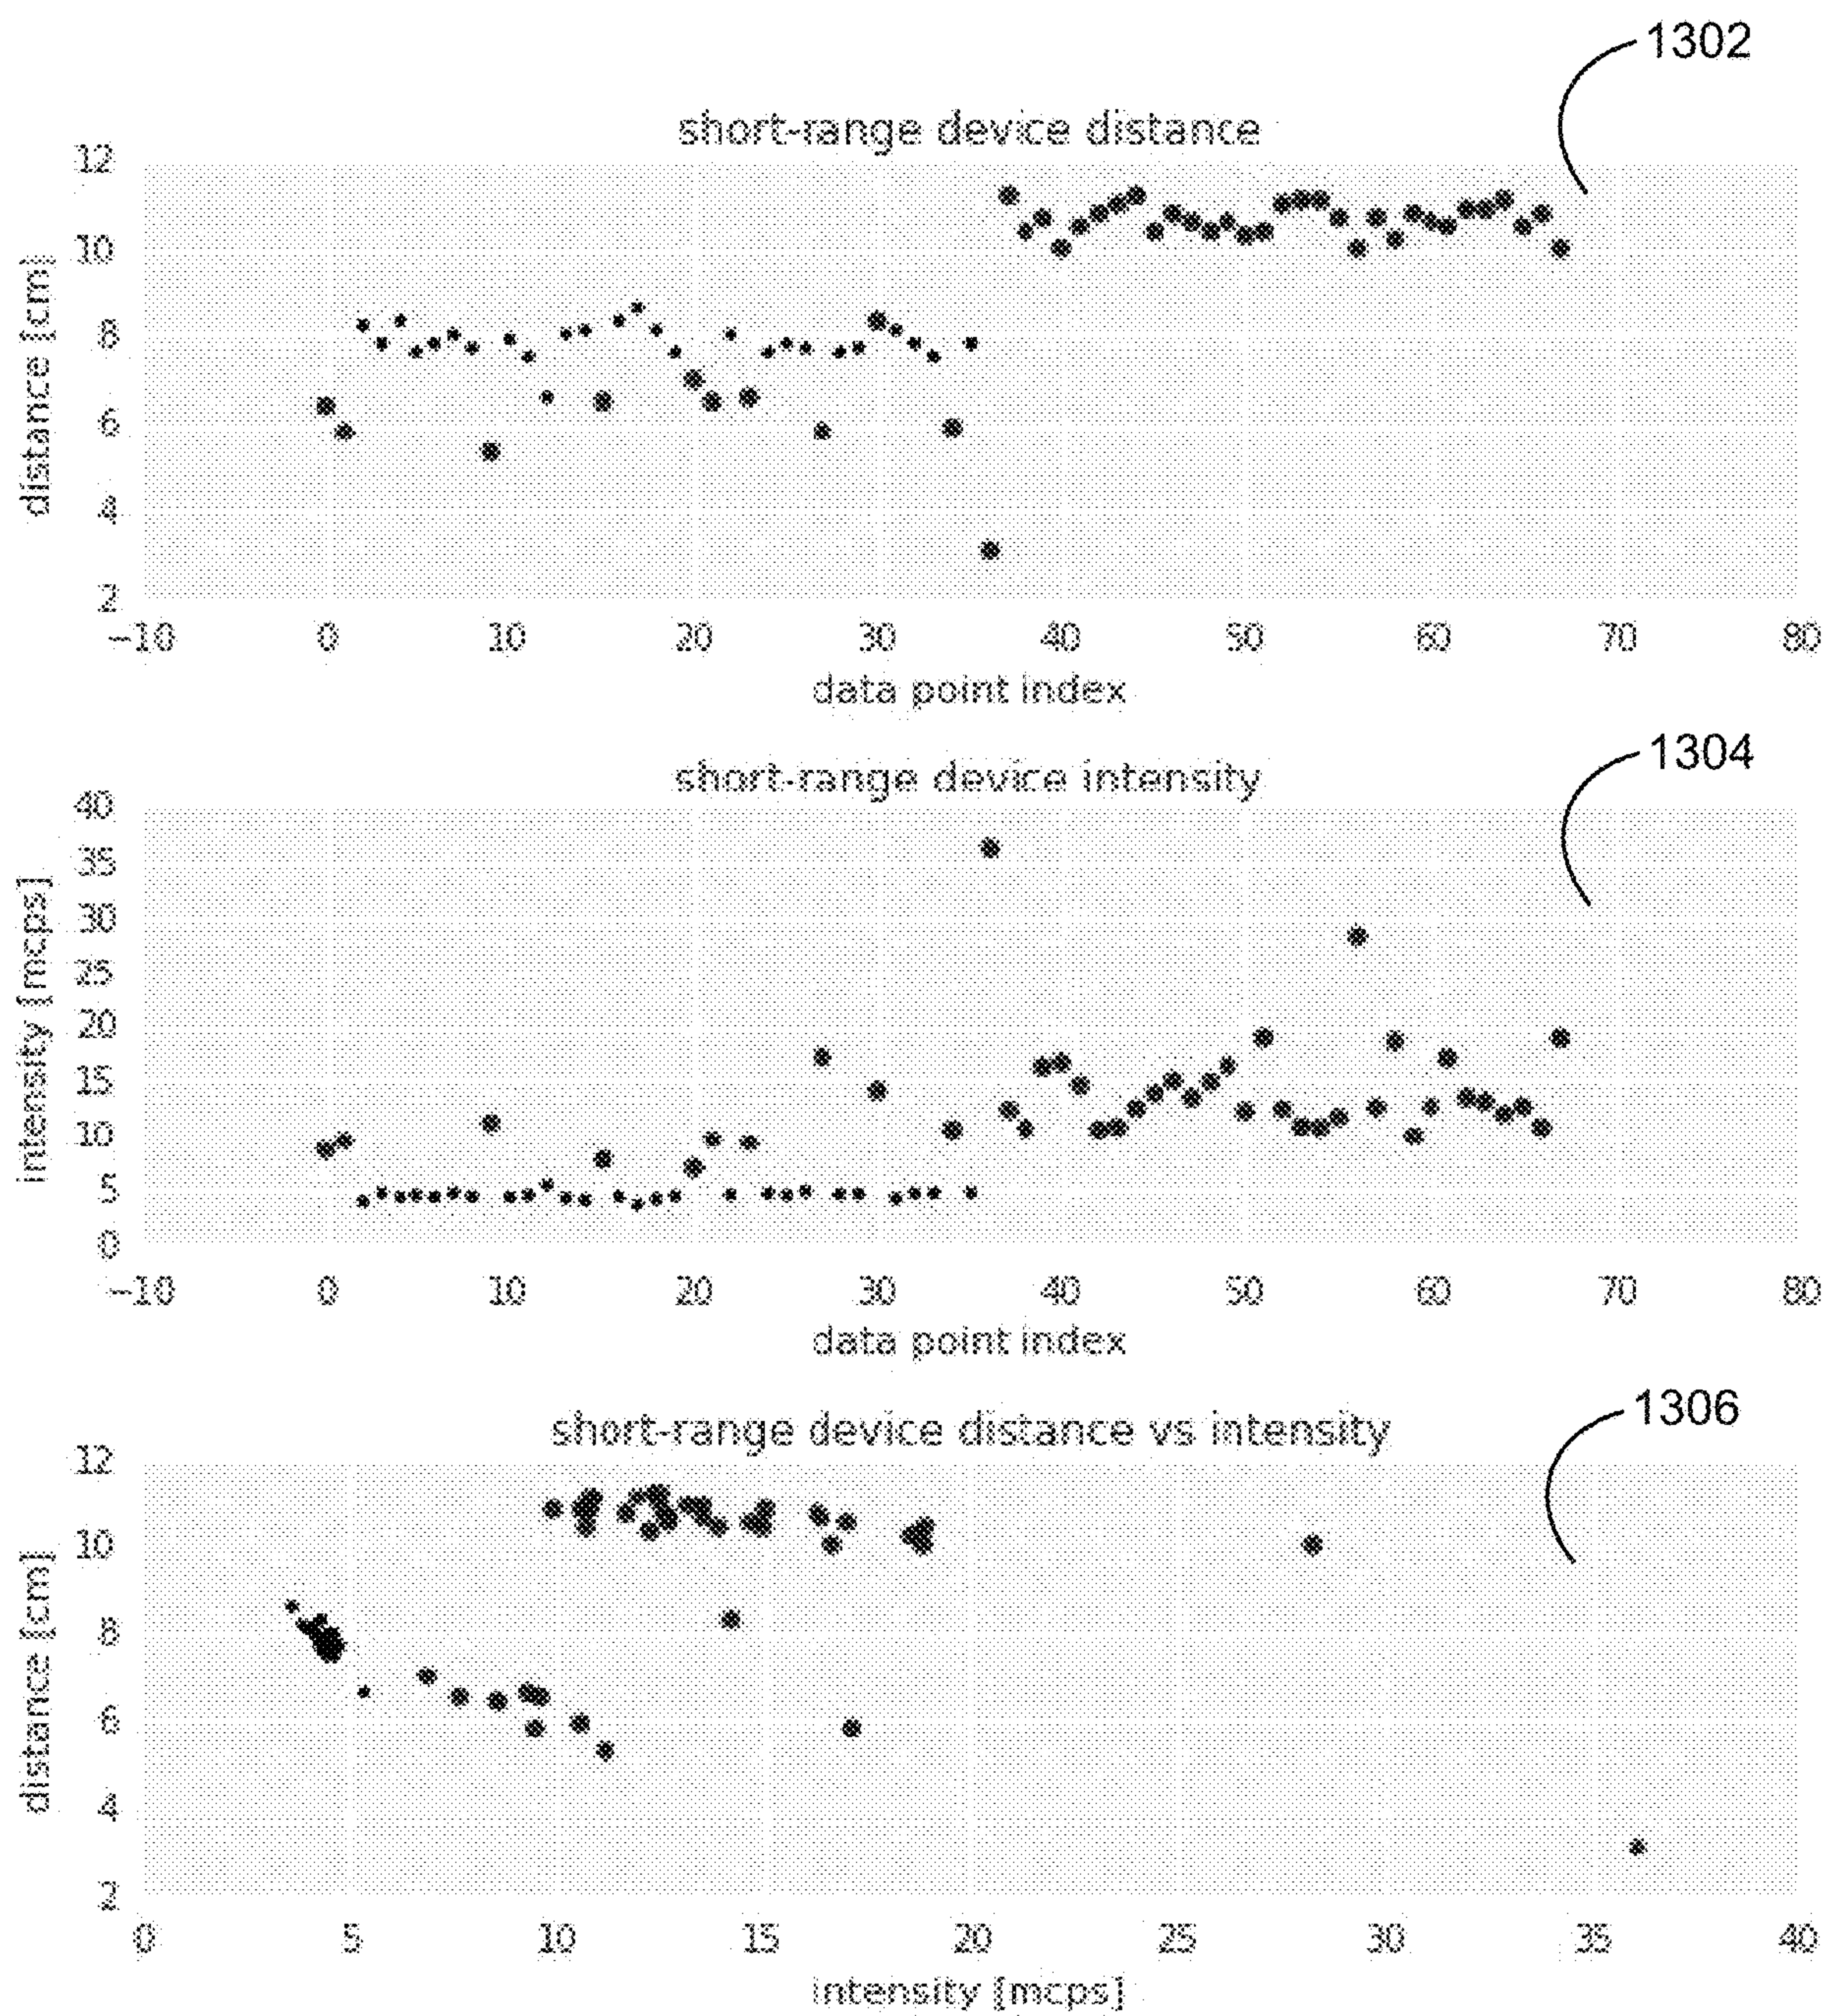 1302
short-range device distance
12
10
8
6
4
2
distance [cm]
−10 0 10 20 30 40 50 60 70 80
data point index
1304
short-range device intensity
40
35
30
25
20
15
10
5
0
intensity [mcps]
−10 0 10 20 30 40 50 60 70 80
data point index
1306
short-range device distance vs intensity
12
10
8
6
4
2
distance [cm]
0 5 10 15 20 25 30 35 40
intensity [mcps]